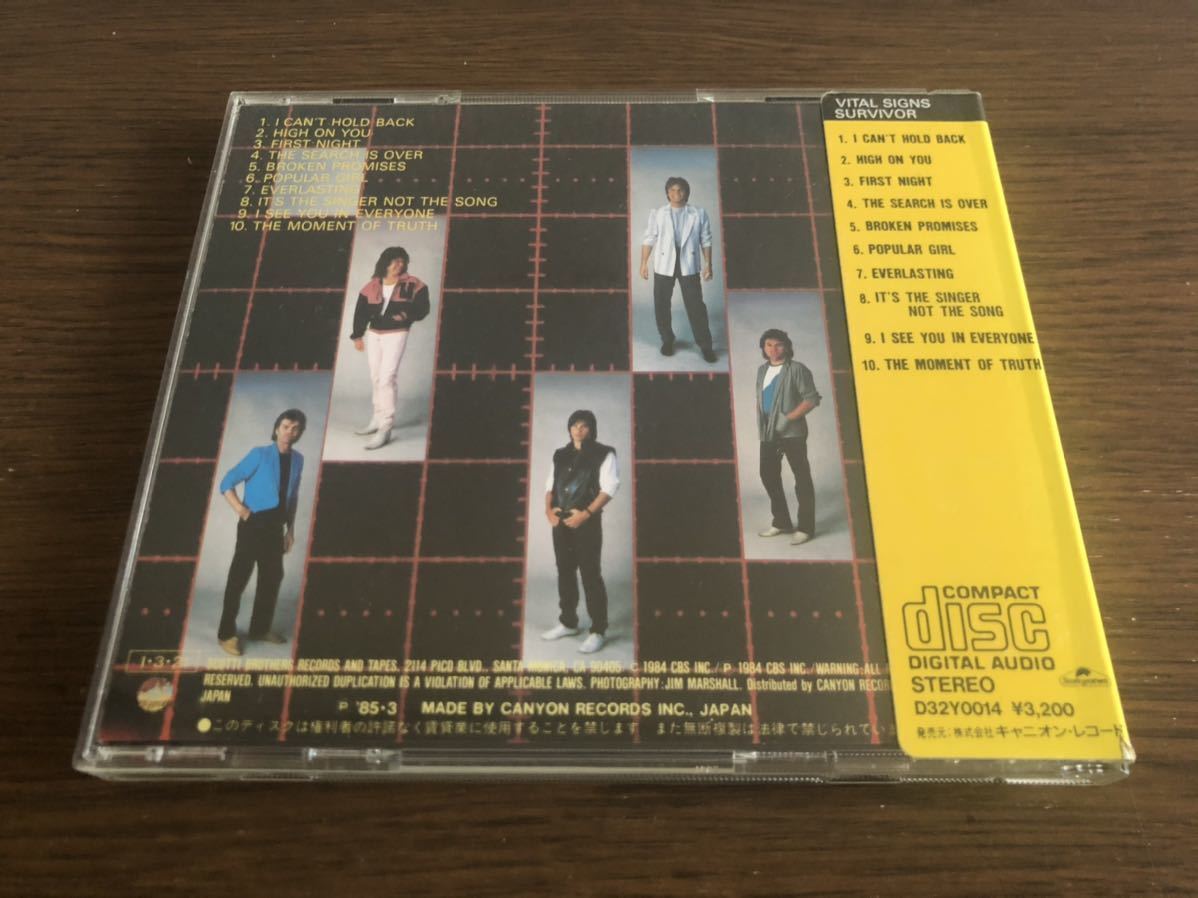 1. I CAN'T HOLD BACK
2. HIGH ON YOU
3. FIRST NIGHT
4. THE SEARCH IS OVER
5. BROKEN PROMISES
6. POPULAR GIRL
7. EVERLASTING
8. IT'S THE SINGER NOT THE SONG
9. I SEE YOU IN EVERYONE
10. THE MOMENT OF TRUTH
SCOTTI BROTHERS RECORDS AND TAPES, 2114 PICO BLVD., SANTA MONICA, CA 90405 © 1984 CBS INC./℗ 1984 CBS INC./WARNING: ALL
RESERVED. UNAUTHORIZED DUPLICATION IS A VIOLATION OF APPLICABLE LAWS. PHOTOGRAPHY: JIM MARSHALL. Distributed by CANYON RECOR
JAPAN
℗ '85・3 MADE BY CANYON RECORDS INC., JAPAN
●このディスクは権利者の許諾なく賃貸業に使用することを禁じます また無断複製は法律で禁じられていま
VITAL SIGNS
SURVIVOR
1. I CAN'T HOLD BACK
2. HIGH ON YOU
3. FIRST NIGHT
4. THE SEARCH IS OVER
5. BROKEN PROMISES
6. POPULAR GIRL
7. EVERLASTING
8. IT'S THE SINGER
NOT THE SONG
9. I SEE YOU IN EVERYONE
10. THE MOMENT OF TRUTH
COMPACT
disc
DIGITAL AUDIO
STEREO
D32Y0014 ¥3,200
発売元:株式会社キャニオン・レコード